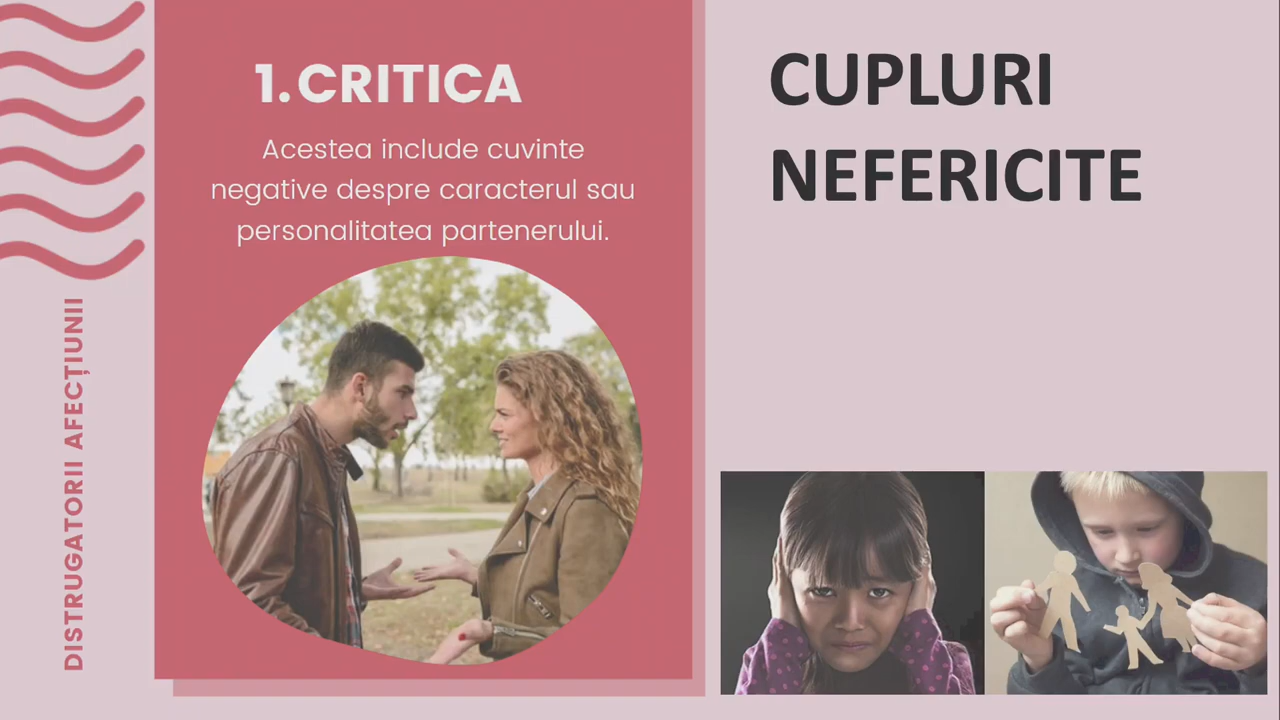 1. CRITICA
Acestea include cuvinte
negative despre caracterul sau
personalitatea partenerului.
DISTRUGATORII AFECȚIUNII
CUPLURI
NEFERICITE